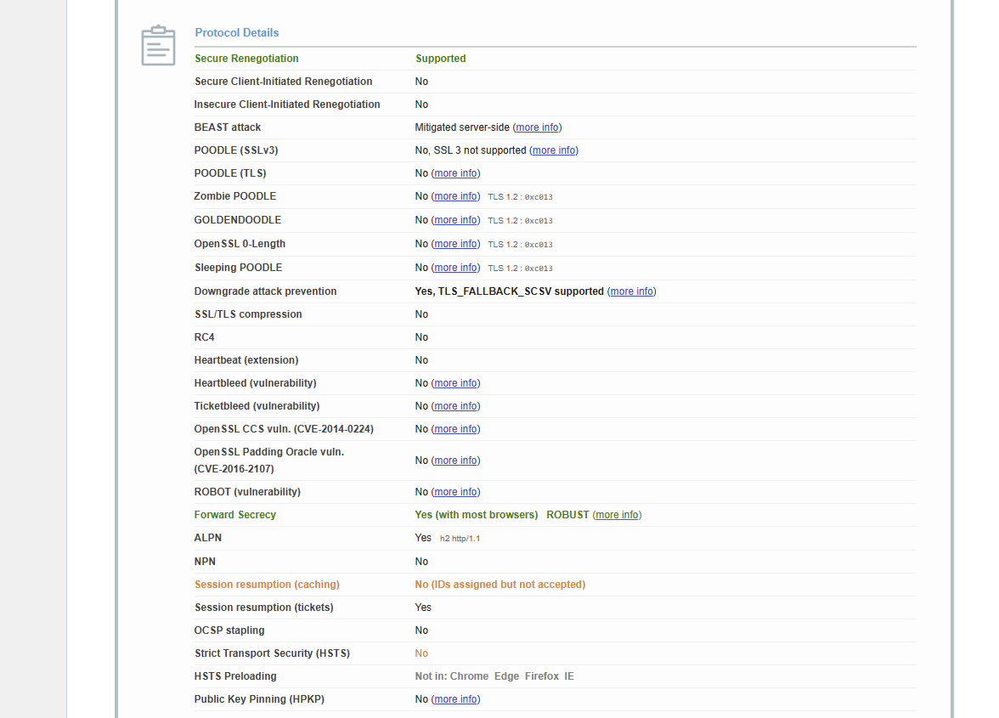 Protocol Details
Secure Renegotiation Supported
Secure Client-Initiated Renegotiation No
Insecure Client-Initiated Renegotiation No
BEAST attack Mitigated server-side (more info)
POODLE (SSLv3) No, SSL 3 not supported (more info)
POODLE (TLS) No (more info)
Zombie POODLE No (more info) TLS 1.2 : 0xc013
GOLDENDOODLE No (more info) TLS 1.2 : 0xc013
OpenSSL 0-Length No (more info) TLS 1.2 : 0xc013
Sleeping POODLE No (more info) TLS 1.2 : 0xc013
Downgrade attack prevention Yes, TLS_FALLBACK_SCSV supported (more info)
SSL/TLS compression No
RC4 No
Heartbeat (extension) No
Heartbleed (vulnerability) No (more info)
Ticketbleed (vulnerability) No (more info)
OpenSSL CCS vuln. (CVE-2014-0224) No (more info)
OpenSSL Padding Oracle vuln.
(CVE-2016-2107) No (more info)
ROBOT (vulnerability) No (more info)
Forward Secrecy Yes (with most browsers) ROBUST (more info)
ALPN Yes h2 http/1.1
NPN No
Session resumption (caching) No (IDs assigned but not accepted)
Session resumption (tickets) Yes
OCSP stapling No
Strict Transport Security (HSTS) No
HSTS Preloading Not in: Chrome Edge Firefox IE
Public Key Pinning (HPKP) No (more info)